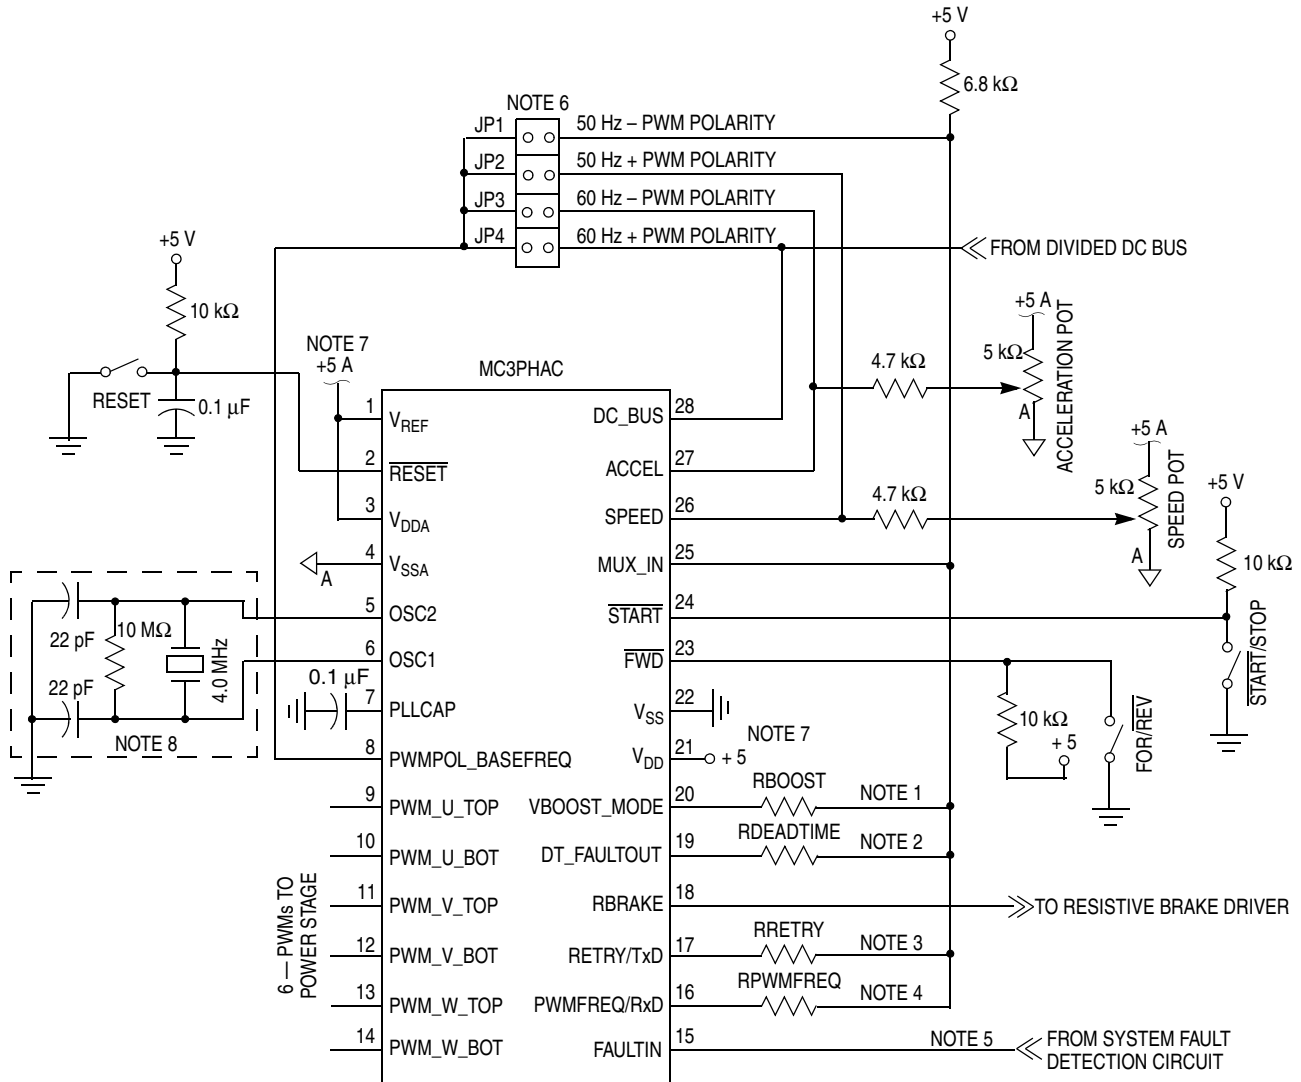 +5 V
6.8 kΩ
NOTE 6
JP1
50 Hz – PWM POLARITY
JP2
50 Hz + PWM POLARITY
JP3
60 Hz – PWM POLARITY
JP4
60 Hz + PWM POLARITY
FROM DIVIDED DC BUS
+5 V
10 kΩ
RESET
0.1 µF
NOTE 7
+5 A
MC3PHAC
4.7 kΩ
+5 A
5 kΩ
A
ACCELERATION POT
4.7 kΩ
+5 A
5 kΩ
A
SPEED POT
+5 V
10 kΩ
START/STOP
1
VREF
2
RESET
3
VDDA
4
VSSA
A
5
OSC2
6
OSC1
7
PLLCAP
0.1 µF
8
PWMPOL_BASEFREQ
9
PWM_U_TOP
10
PWM_U_BOT
11
PWM_V_TOP
12
PWM_V_BOT
13
PWM_W_TOP
14
PWM_W_BOT
22 pF
10 MΩ
22 pF
4.0 MHz
NOTE 8
6 — PWMs TO
POWER STAGE
DC_BUS
28
ACCEL
27
SPEED
26
MUX_IN
25
START
24
FWD
23
VSS
22
VDD
21
+ 5
NOTE 7
10 kΩ
+ 5
FOR/REV
VBOOST_MODE
20
RBOOST
NOTE 1
DT_FAULTOUT
19
RDEADTIME
NOTE 2
RBRAKE
18
TO RESISTIVE BRAKE DRIVER
RETRY/TxD
17
RRETRY
NOTE 3
PWMFREQ/RxD
16
RPWMFREQ
NOTE 4
FAULTIN
15
NOTE 5
FROM SYSTEM FAULT
DETECTION CIRCUIT